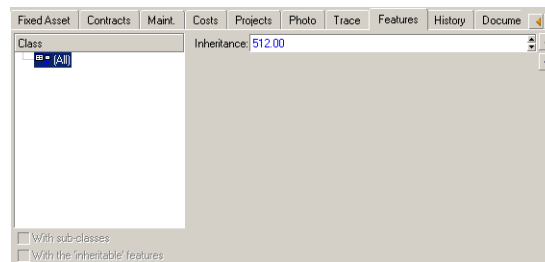 Fixed Asset Contracts Maint. Costs Projects Photo Trace Features History Docume
Class
(All)
Inheritance: 512.00
With sub-classes
With the 'inheritable' features